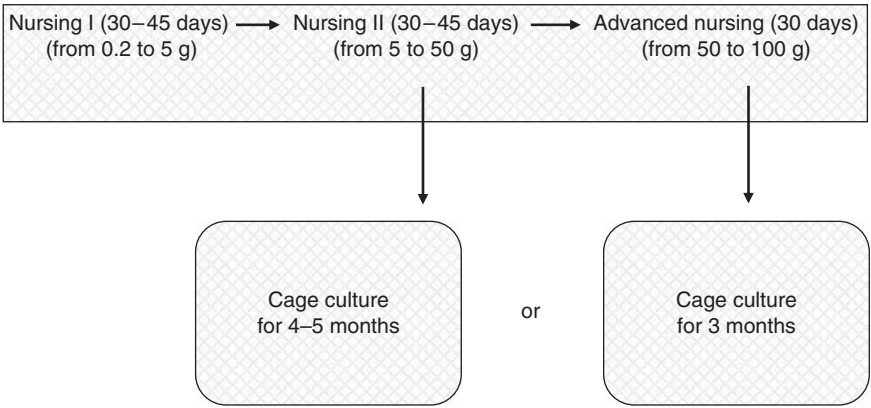 Nursing I (30–45 days)
(from 0.2 to 5 g)
Nursing II (30–45 days)
(from 5 to 50 g)
Advanced nursing (30 days)
(from 50 to 100 g)
Cage culture
for 4–5 months
or
Cage culture
for 3 months